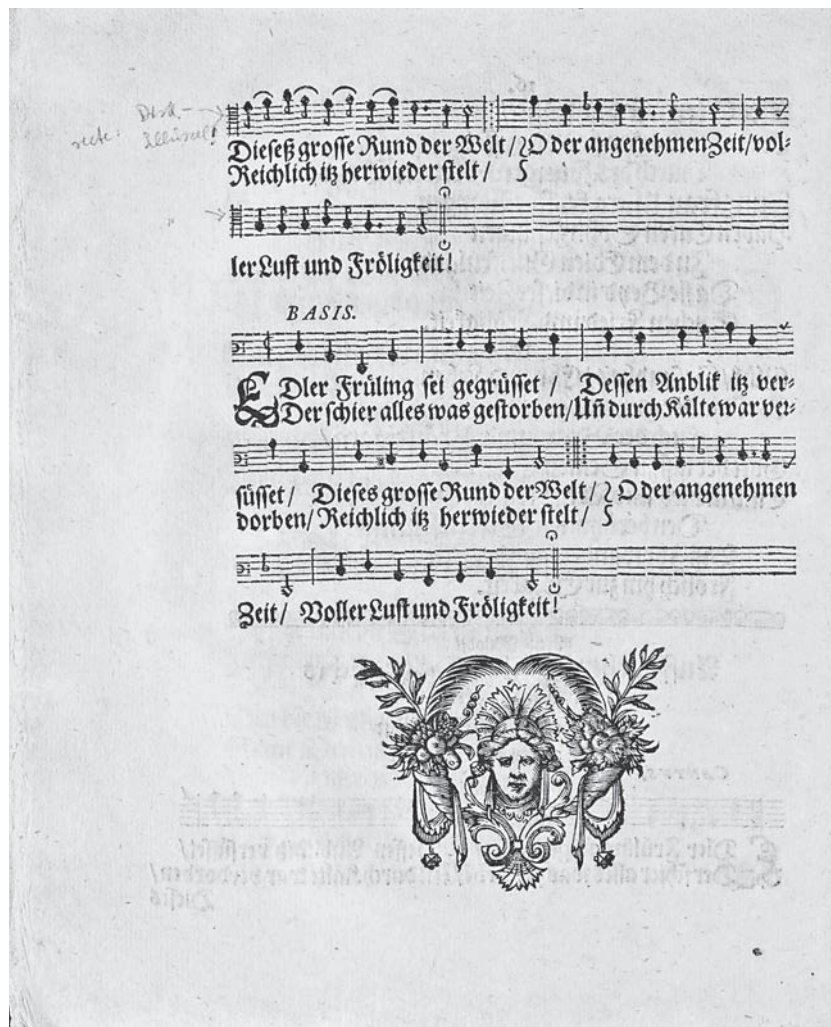 Dieseß grosse Rund der Welt/ O der angenehmen Zeit/ vol⸗
Reichlich itz herwieder stelt/
ler Lust und Fröligkeit!
BASIS.
EDler Früling sei gegrüsset / Dessen Anblik itz ver⸗
Der schier alles was gestorben/ Uñ durch Kälte war ver⸗
süsset/ Dieses grosse Rund der Welt/ O der angenehmen
dorben/ Reichlich itz herwieder stelt/
Zeit/ Voller Lust und Fröligkeit!